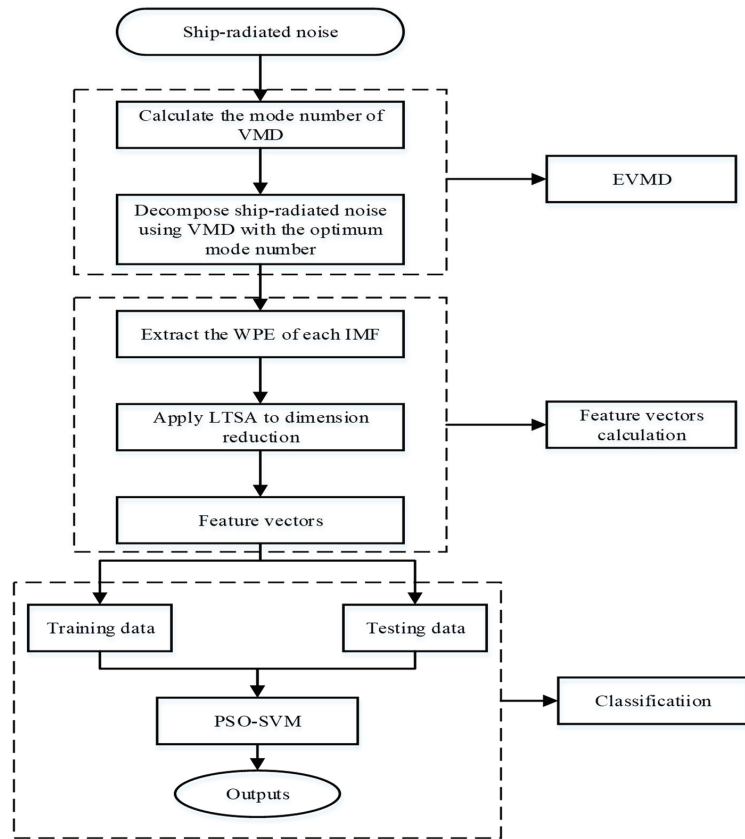 Ship-radiated noise
Calculate the mode number of
VMD
EVMD
Decompose ship-radiated noise
using VMD with the optimum
mode number
Extract the WPE of each IMF
Apply LTSA to dimension
reduction
Feature vectors
calculation
Feature vectors
Training data
Testing data
PSO-SVM
Classificatiion
Outputs